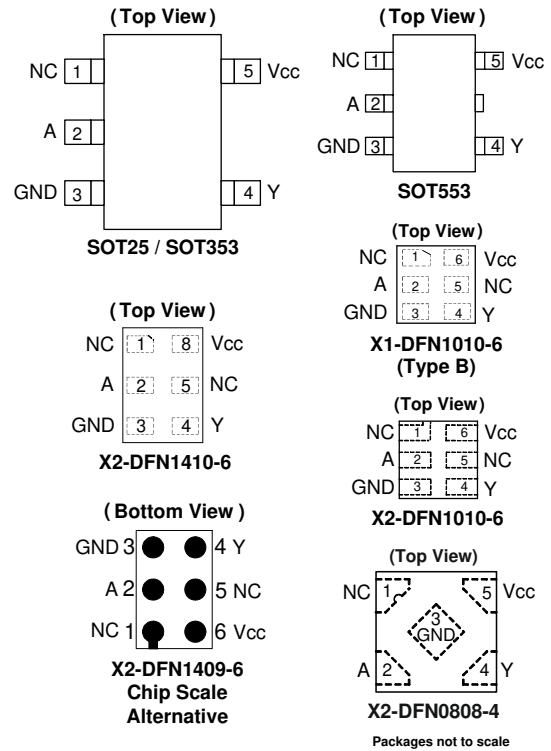 (Top View)
NC 1 5 Vcc
A 2
GND 3 4 Y
SOT25 / SOT353
(Top View)
NC 1 5 Vcc
A 2
GND 3 4 Y
SOT553
(Top View)
NC 1 6 Vcc
A 2 5 NC
GND 3 4 Y
X1-DFN1010-6
(Type B)
(Top View)
NC 1 8 Vcc
A 2 5 NC
GND 3 4 Y
X2-DFN1410-6
(Top View)
NC 1 6 Vcc
A 2 5 NC
GND 3 4 Y
X2-DFN1010-6
(Bottom View)
GND 3 4 Y
A 2 5 NC
NC 1 6 Vcc
X2-DFN1409-6
Chip Scale
Alternative
(Top View)
NC 1 5 Vcc
3
GND
A 2 4 Y
X2-DFN0808-4
Packages not to scale